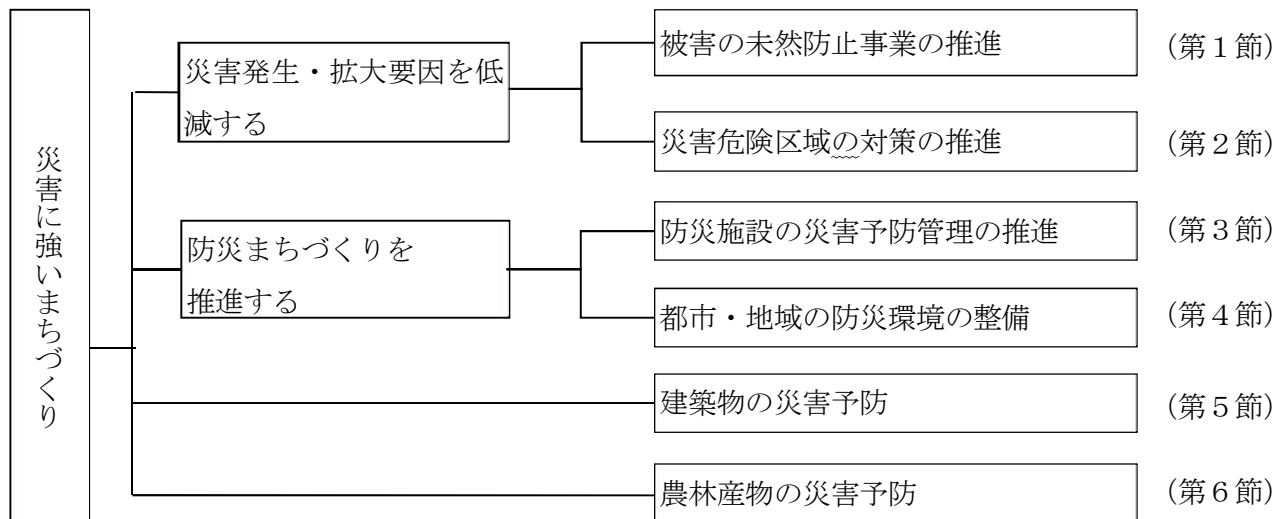 災害に強いまちづくり
災害発生・拡大要因を低
減する
被害の未然防止事業の推進
(第1節)
災害危険区域の対策の推進
(第2節)
防災まちづくりを
推進する
防災施設の災害予防管理の推進
(第3節)
都市・地域の防災環境の整備
(第4節)
建築物の災害予防
(第5節)
農林産物の災害予防
(第6節)